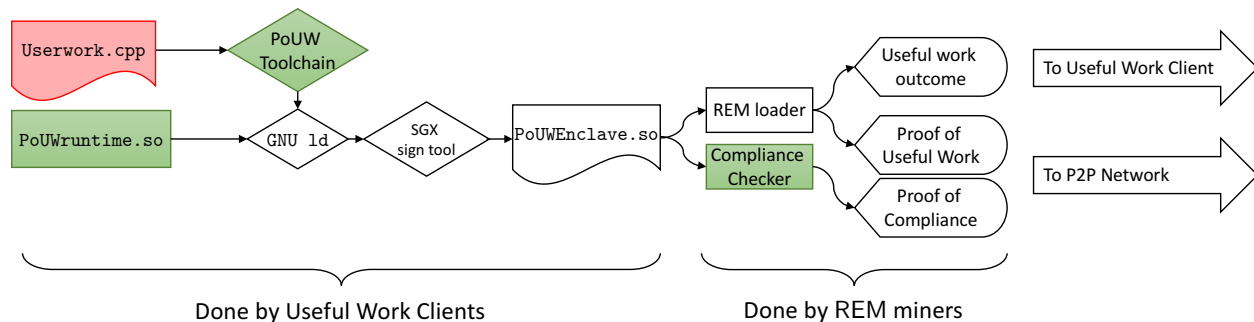 Userwork.cpp
PoUW
Toolchain
PoUWruntime.so
GNU ld
SGX
sign tool
PoUWEnclave.so
REM loader
Compliance
Checker
Useful work
outcome
Proof of
Useful Work
Proof of
Compliance
To Useful Work Client
To P2P Network
Done by Useful Work Clients
Done by REM miners